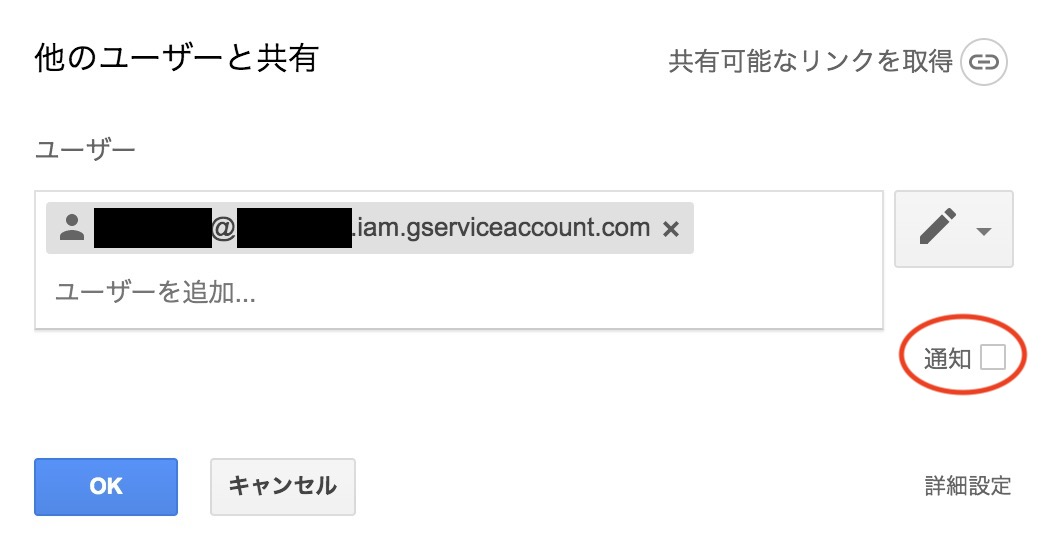 他のユーザーと共有
共有可能なリンクを取得
ユーザー
@ .iam.gserviceaccount.com ×
ユーザーを追加...
通知
OK
キャンセル
詳細設定